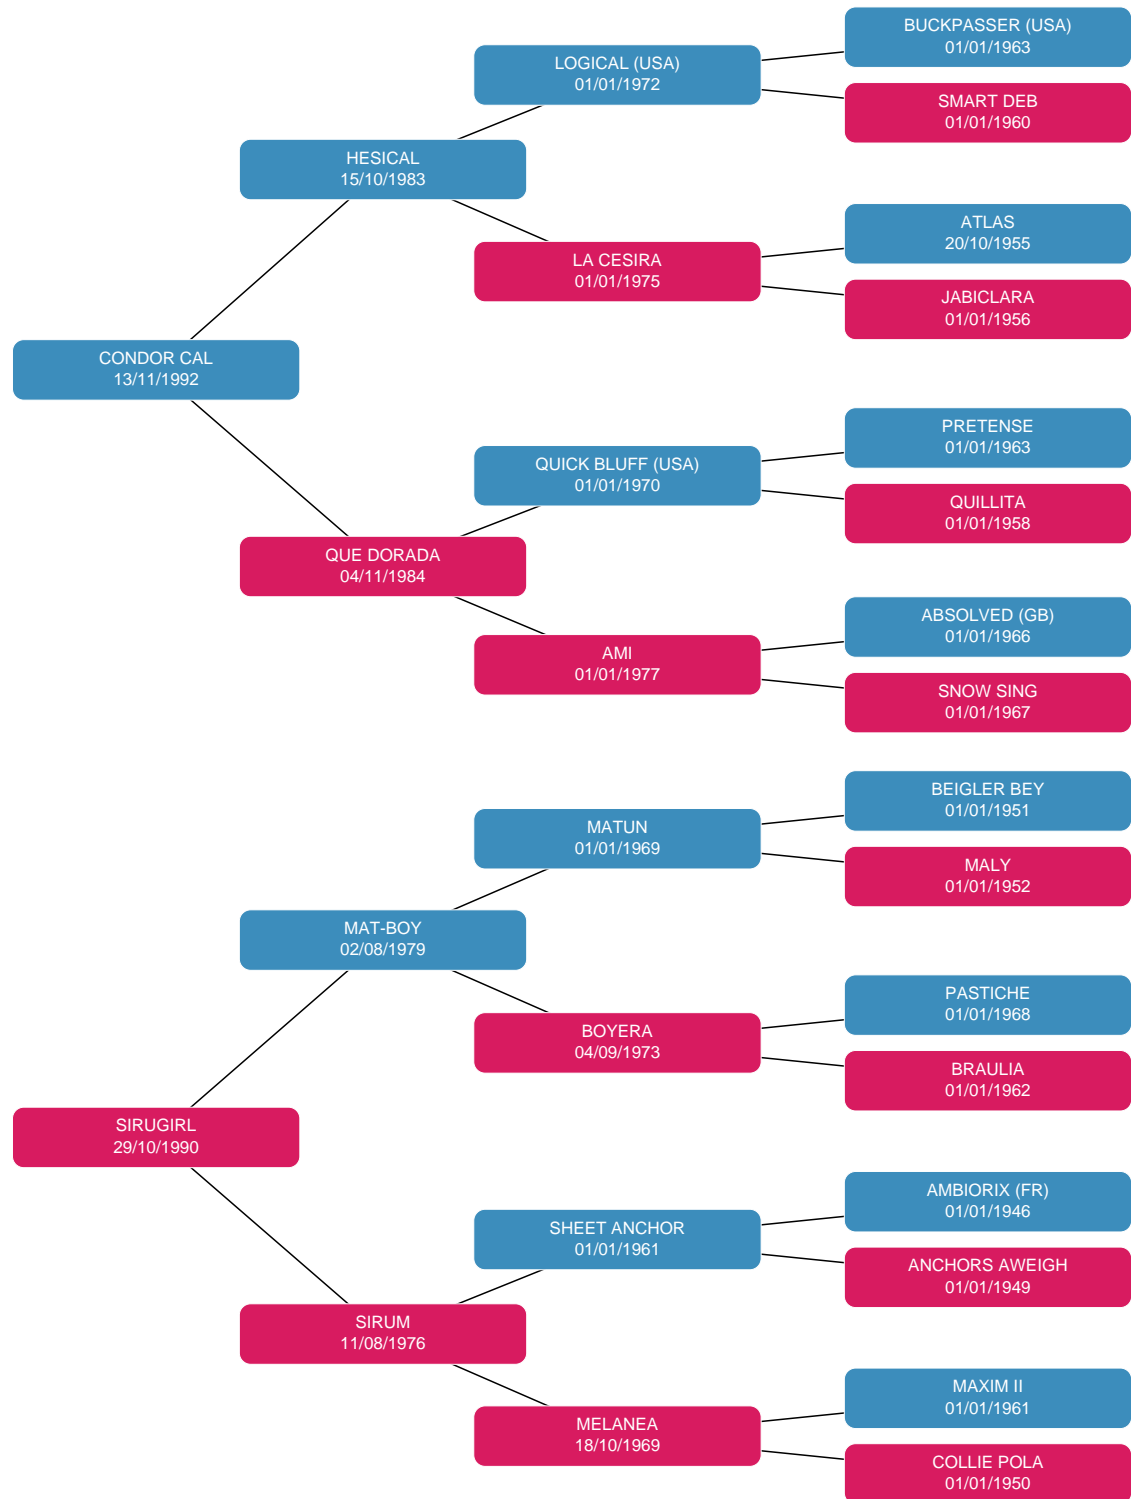 BUCKPASSER (USA)
01/01/1963
LOGICAL (USA)
01/01/1972
SMART DEB
01/01/1960
HESICAL
15/10/1983
ATLAS
20/10/1955
LA CESIRA
01/01/1975
JABICLARA
01/01/1956
CONDOR CAL
13/11/1992
PRETENSE
01/01/1963
QUICK BLUFF (USA)
01/01/1970
QUILLITA
01/01/1958
QUE DORADA
04/11/1984
ABSOLVED (GB)
01/01/1966
AMI
01/01/1977
SNOW SING
01/01/1967
BEIGLER BEY
01/01/1951
MATUN
01/01/1969
MALY
01/01/1952
MAT-BOY
02/08/1979
PASTICHE
01/01/1968
BOYERA
04/09/1973
BRAULIA
01/01/1962
SIRUGIRL
29/10/1990
AMBIORIX (FR)
01/01/1946
SHEET ANCHOR
01/01/1961
ANCHORS AWEIGH
01/01/1949
SIRUM
11/08/1976
MAXIM II
01/01/1961
MELANEA
18/10/1969
COLLIE POLA
01/01/1950